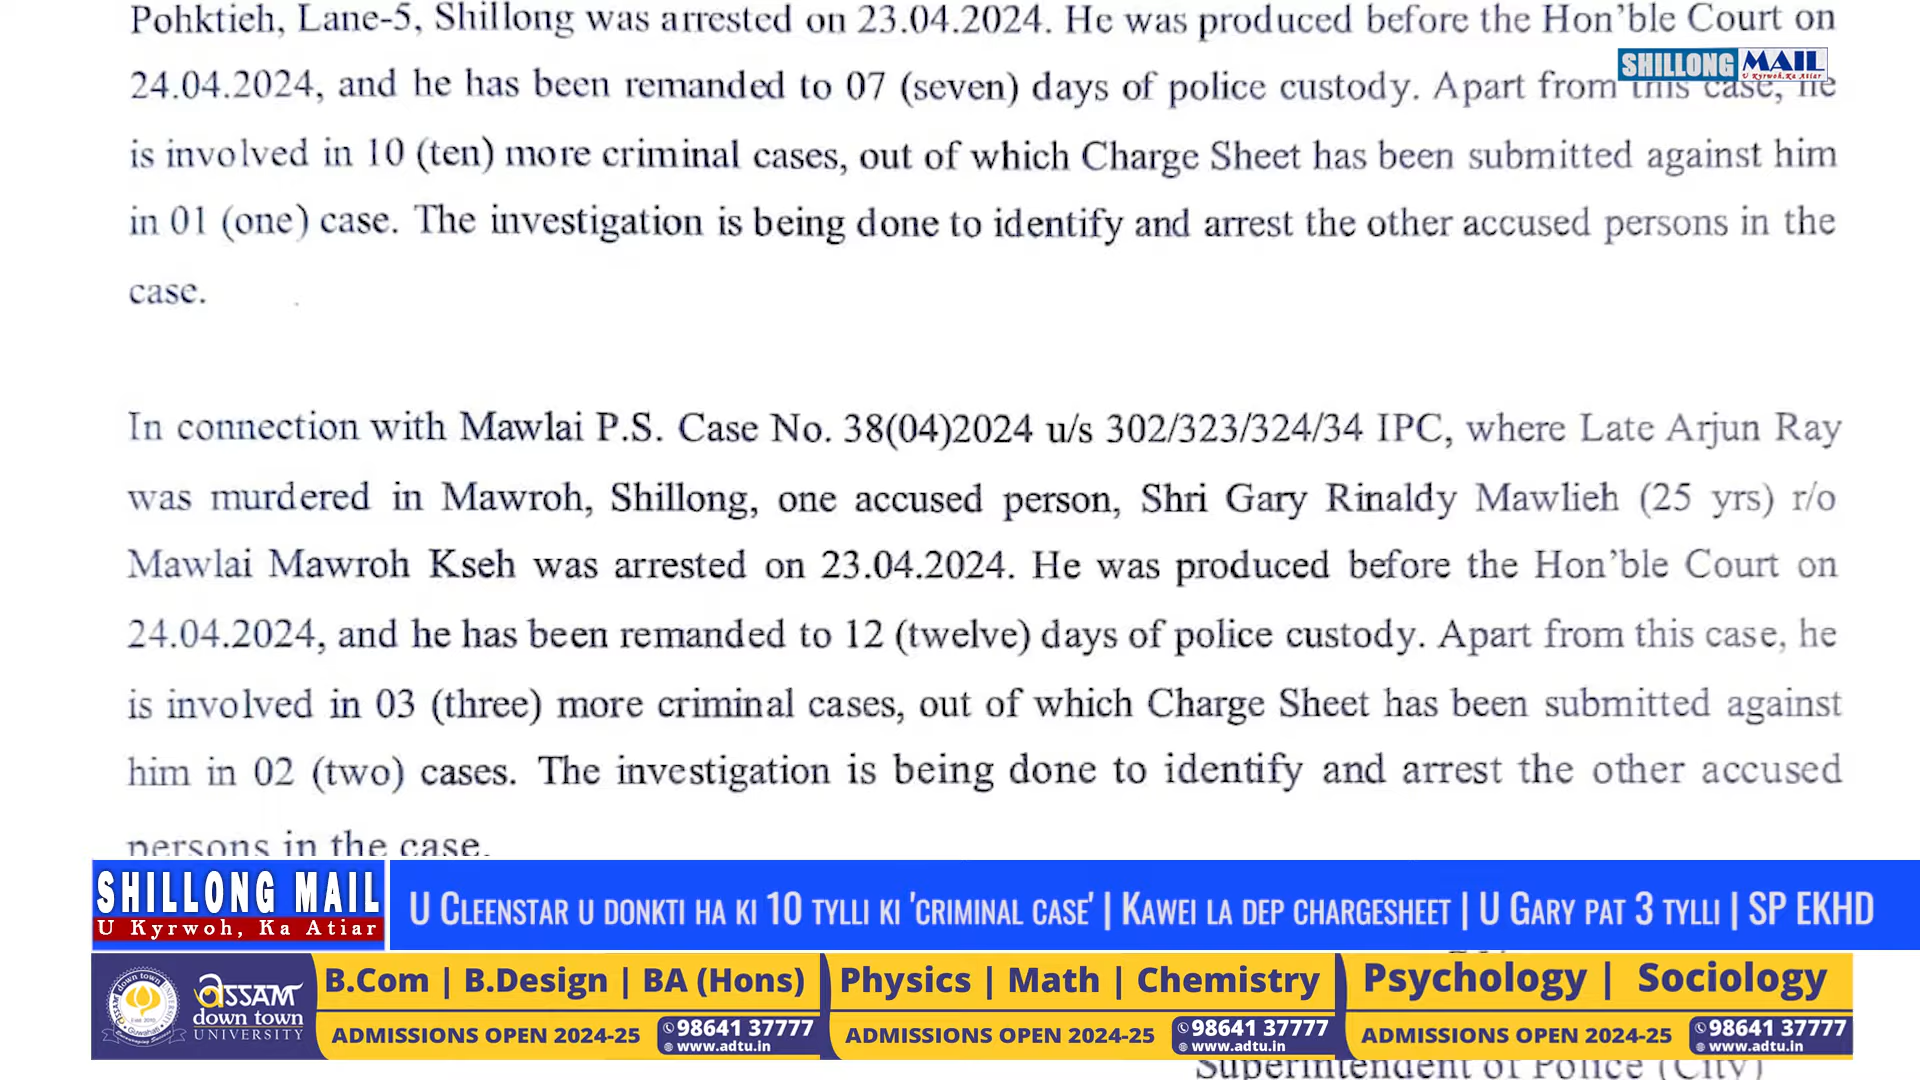 Pohktieh, Lane-5, Shillong was arrested on 23.04.2024. He was produced before the Hon'ble Court on
SHILLONG MAIL
U Kyrwoh, Ka Atiar
24.04.2024, and he has been remanded to 07 (seven) days of police custody. Apart from this case, he
is involved in 10 (ten) more criminal cases, out of which Charge Sheet has been submitted against him
in 01 (one) case. The investigation is being done to identify and arrest the other accused persons in the
case.
In connection with Mawlai P.S. Case No. 38(04)2024 u/s 302/323/324/34 IPC, where Late Arjun Ray
was murdered in Mawroh, Shillong, one accused person, Shri Gary Rinaldy Mawlieh (25 yrs) r/o
Mawlai Mawroh Kseh was arrested on 23.04.2024. He was produced before the Hon'ble Court on
24.04.2024, and he has been remanded to 12 (twelve) days of police custody. Apart from this case, he
is involved in 03 (three) more criminal cases, out of which Charge Sheet has been submitted against
him in 02 (two) cases. The investigation is being done to identify and arrest the other accused
persons in the case.
SHILLONG MAIL
U Kyrwoh, Ka Atiar
U CLEENSTAR U DONKTI HA KI 10 TYLLI KI 'CRIMINAL CASE' | KAWEI LA DEP CHARGESHEET | U GARY PAT 3 TYLLI | SP EKHD
ASSAM
down town
UNIVERSITY
B.Com | B.Design | BA (Hons)
ADMISSIONS OPEN 2024-25
98641 37777
www.adtu.in
Physics | Math | Chemistry
ADMISSIONS OPEN 2024-25
98641 37777
www.adtu.in
Psychology | Sociology
ADMISSIONS OPEN 2024-25
98641 37777
www.adtu.in
Superintendent of Police (City)